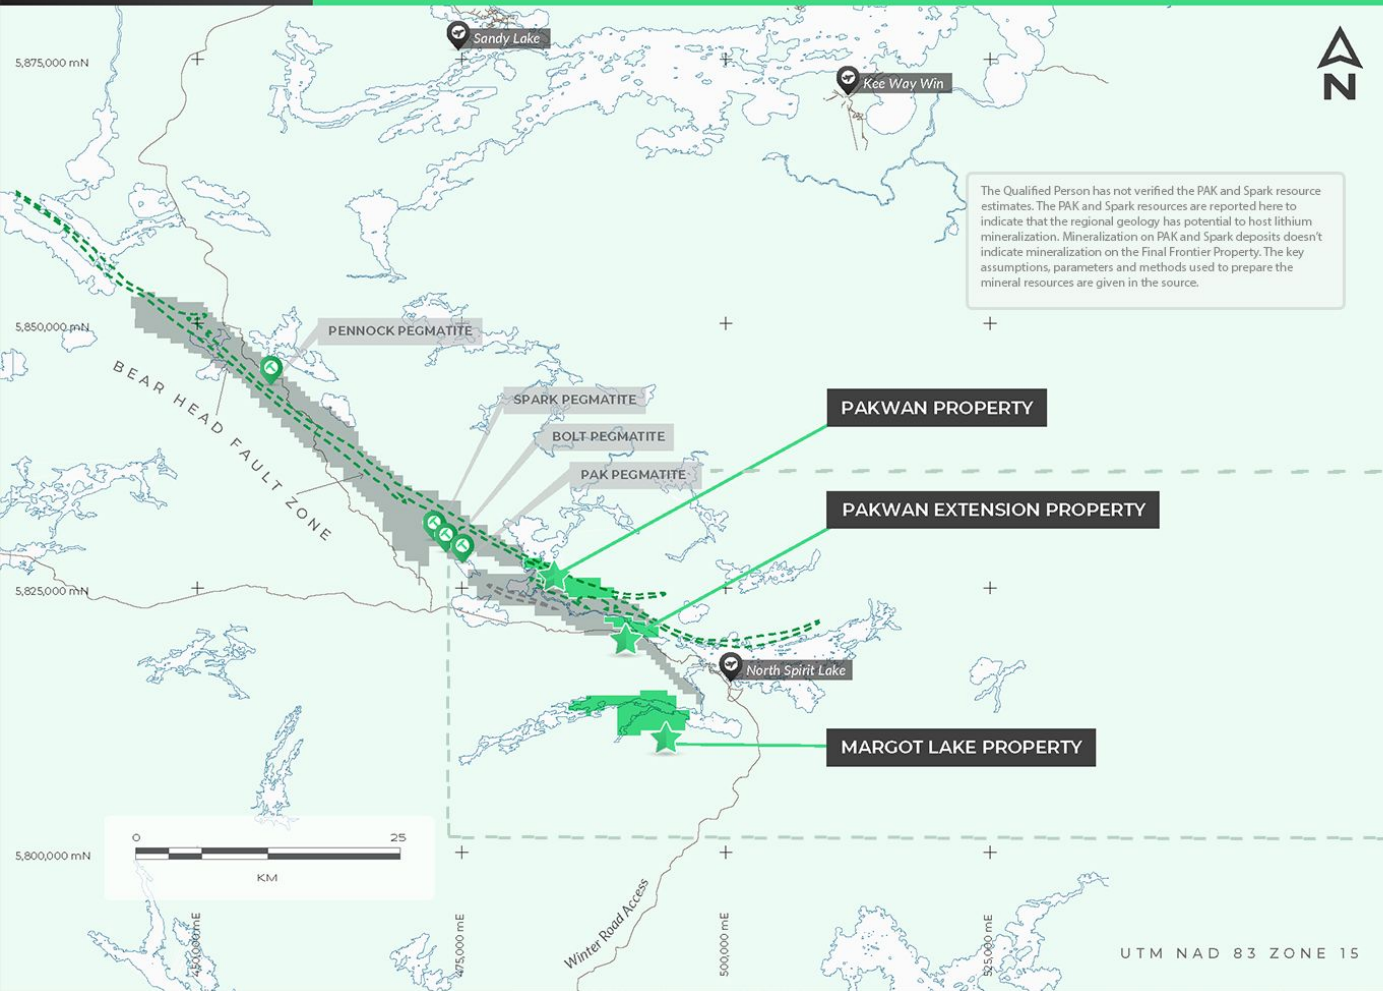 Sandy Lake
5,875,000 mN
Kee Way Win
N
The Qualified Person has not verified the PAK and Spark resource
estimates. The PAK and Spark resources are reported here to
indicate that the regional geology has potential to host lithium
mineralization. Mineralization on PAK and Spark deposits doesn't
indicate mineralization on the Final Frontier Property. The key
assumptions, parameters and methods used to prepare the
mineral resources are given in the source.
5,850,000 mN
PENNOCK PEGMATITE
BEAR HEAD FAULT ZONE
SPARK PEGMATITE
PAKWAN PROPERTY
BOLT PEGMATITE
PAK PEGMATITE
PAKWAN EXTENSION PROPERTY
5,825,000 mN
North Spirit Lake
MARGOT LAKE PROPERTY
0 25
KM
5,800,000 mN
Winter Road Access
450,000 mE
475,000 mE
500,000 mE
525,000 mE
UTM NAD 83 ZONE 15